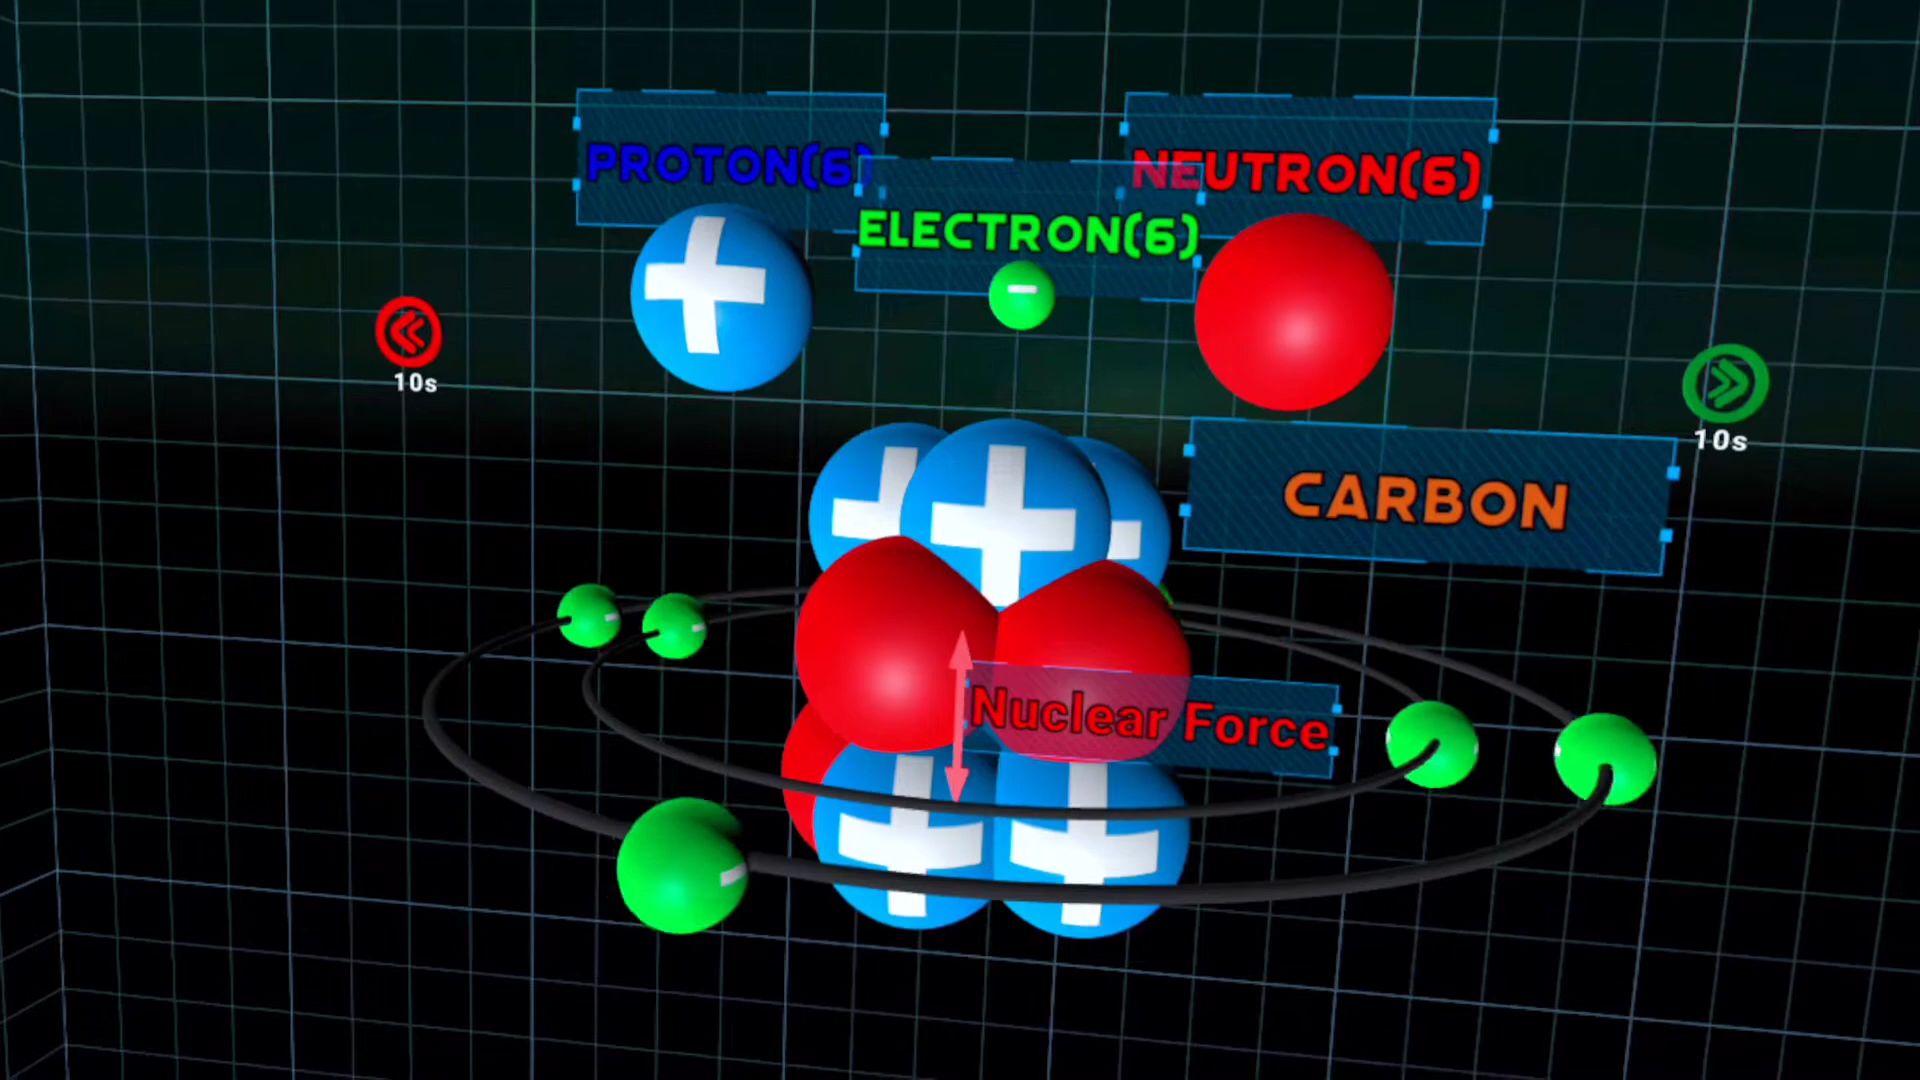 PROTON(6)
NEUTRON(6)
ELECTRON(6)
10s
10s
CARBON
Nuclear Force